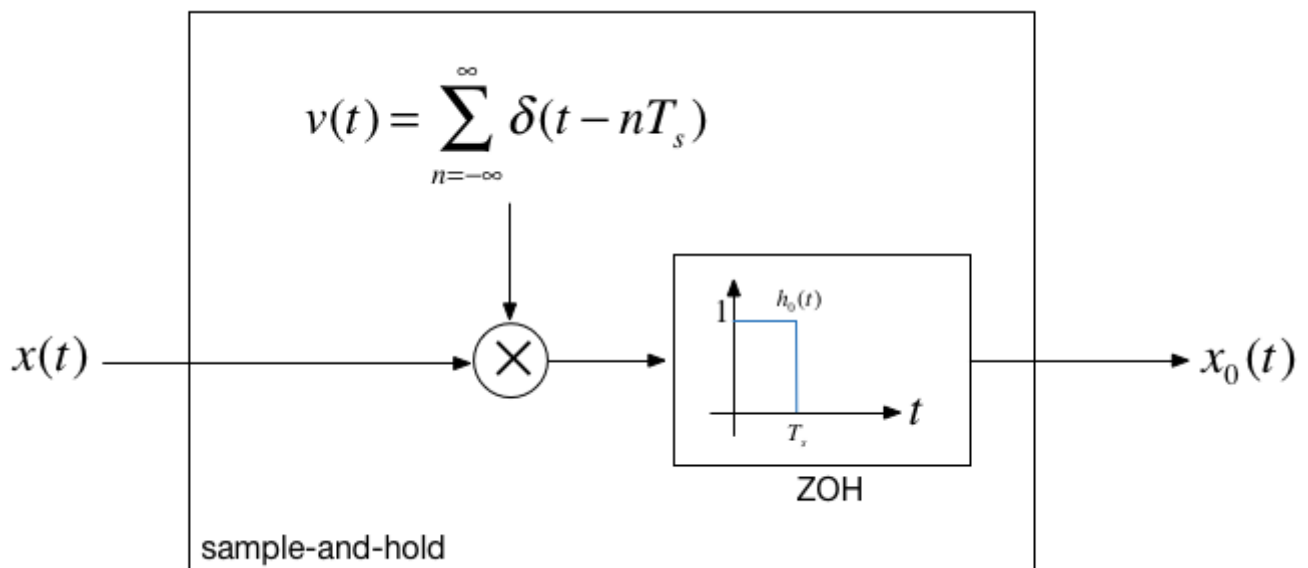 ∞
v(t) = ∑ δ(t − nT_s)
n=−∞
h_0(t)
1
x(t)
x_0(t)
t
T_s
ZOH
sample-and-hold